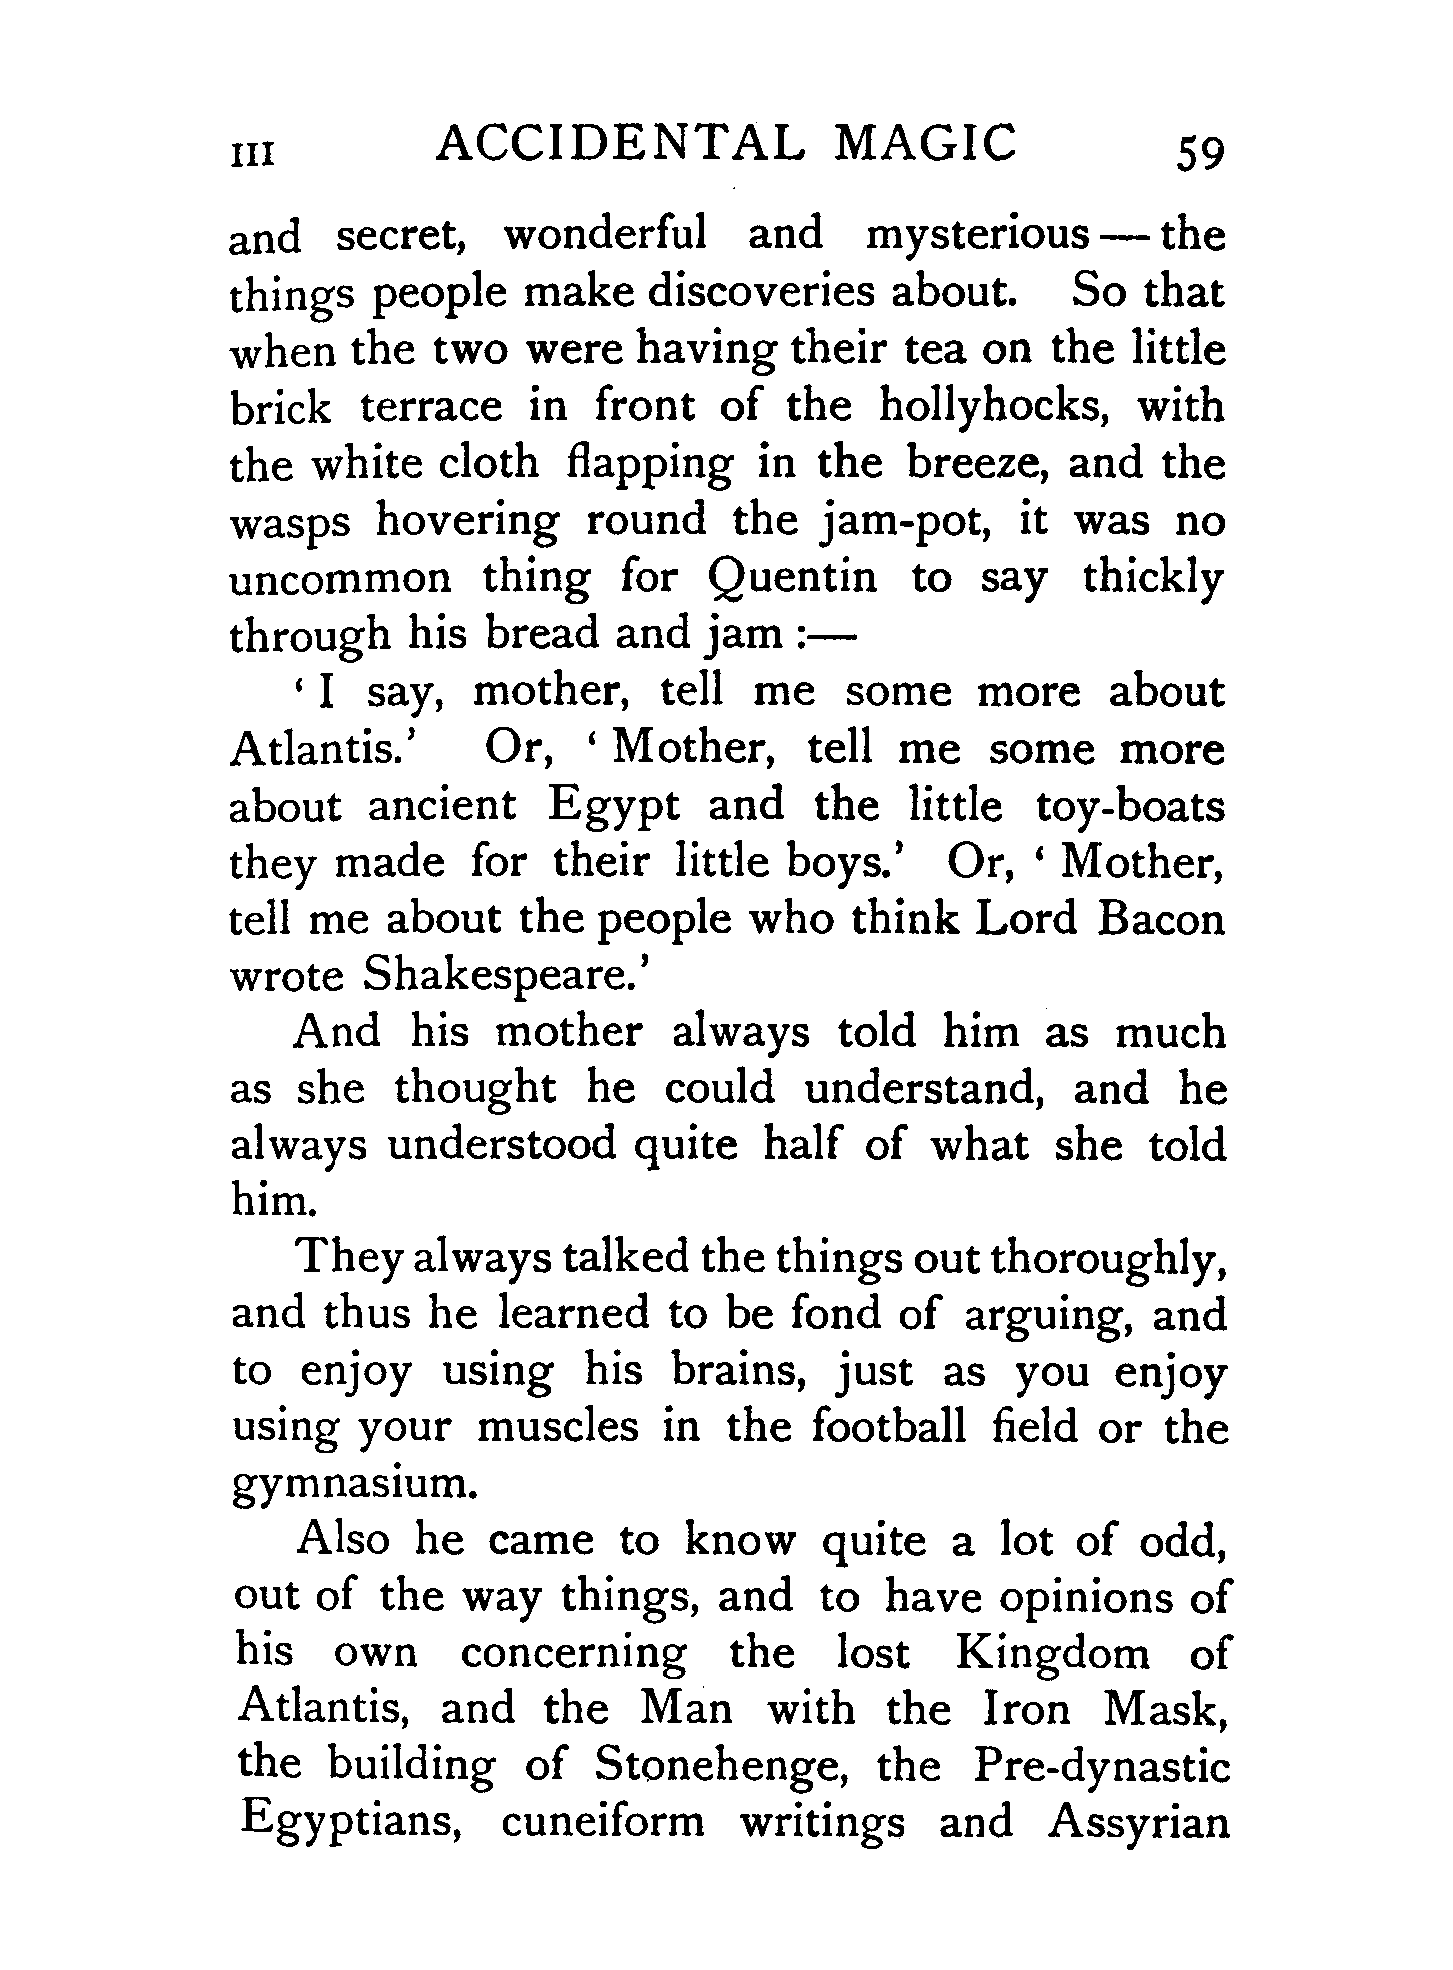 III ACCIDENTAL MAGIC 59
and secret, wonderful and mysterious — the
things people make discoveries about. So that
when the two were having their tea on the little
brick terrace in front of the hollyhocks, with
the white cloth flapping in the breeze, and the
wasps hovering round the jam-pot, it was no
uncommon thing for Quentin to say thickly
through his bread and jam :—
‘ I say, mother, tell me some more about
Atlantis.’ Or, ‘ Mother, tell me some more
about ancient Egypt and the little toy-boats
they made for their little boys.’ Or, ‘ Mother,
tell me about the people who think Lord Bacon
wrote Shakespeare.’
And his mother always told him as much
as she thought he could understand, and he
always understood quite half of what she told
him.
They always talked the things out thoroughly,
and thus he learned to be fond of arguing, and
to enjoy using his brains, just as you enjoy
using your muscles in the football field or the
gymnasium.
Also he came to know quite a lot of odd,
out of the way things, and to have opinions of
his own concerning the lost Kingdom of
Atlantis, and the Man with the Iron Mask,
the building of Stonehenge, the Pre-dynastic
Egyptians, cuneiform writings and Assyrian